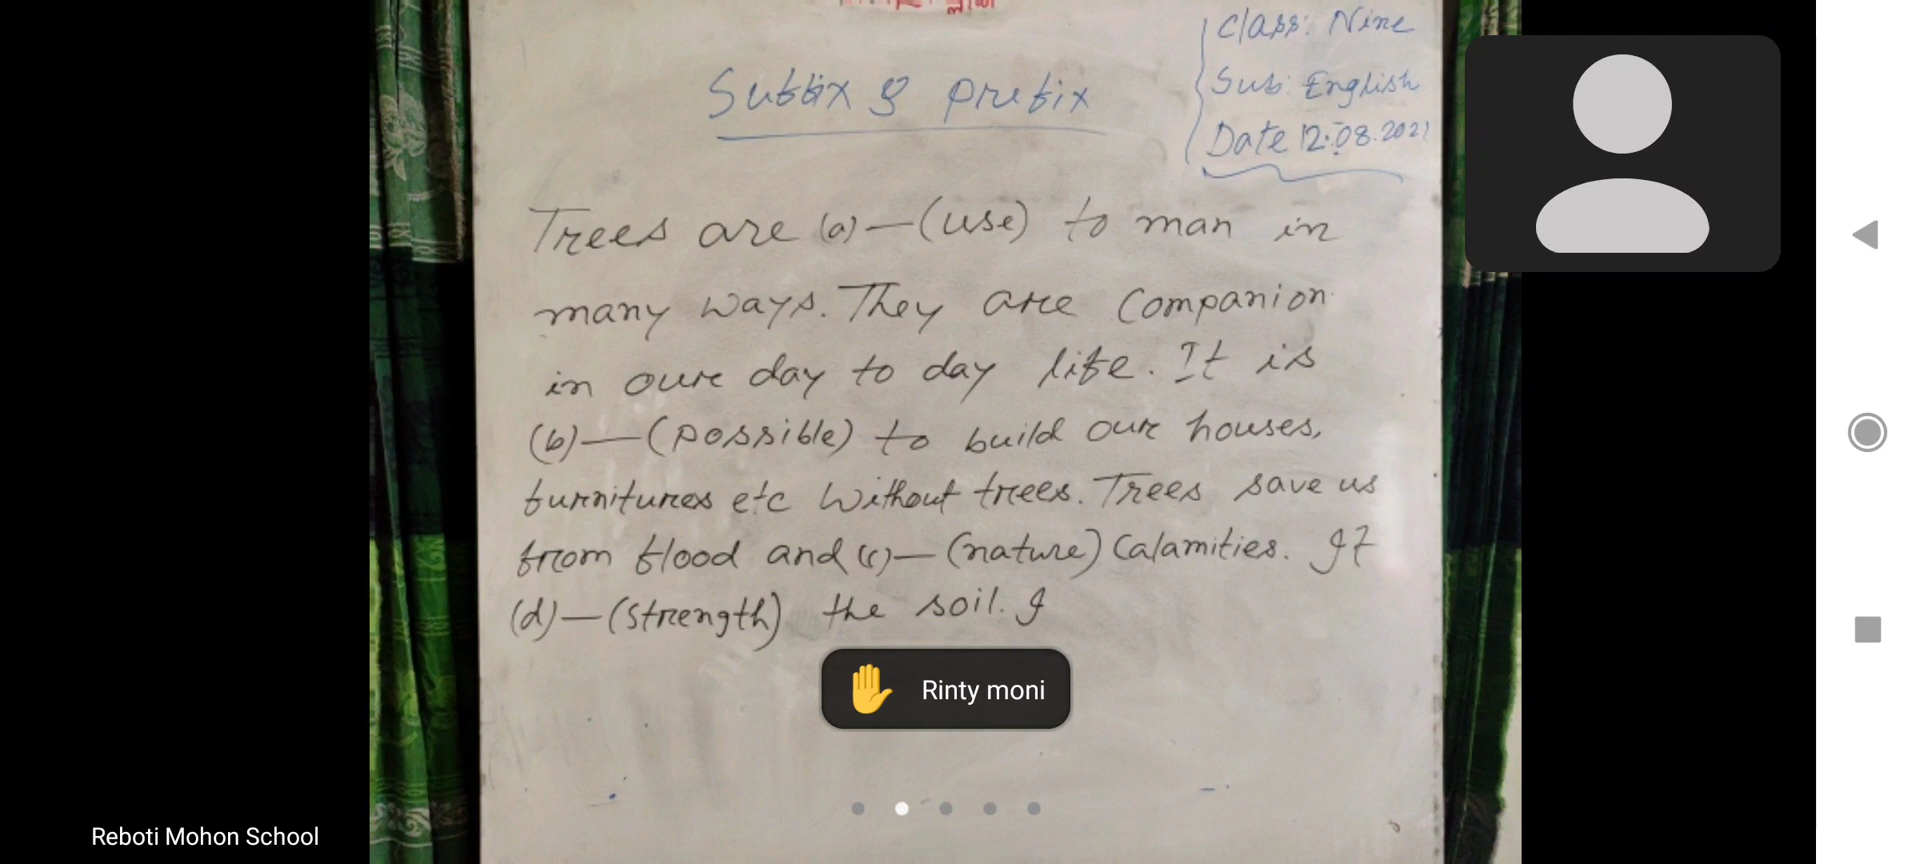 Class: Nine
Sub: English
Date 12.08.2021
Suffix & prefix
Trees are (a)—(use) to man in
many ways. They are Companion
in our day to day life. It is
(b)—(possible) to build our houses,
furnitures etc Without trees. Trees save us
from flood and (c)—(nature) Calamities. It
(d)—(strength) the soil. I
Rinty moni
Reboti Mohon School